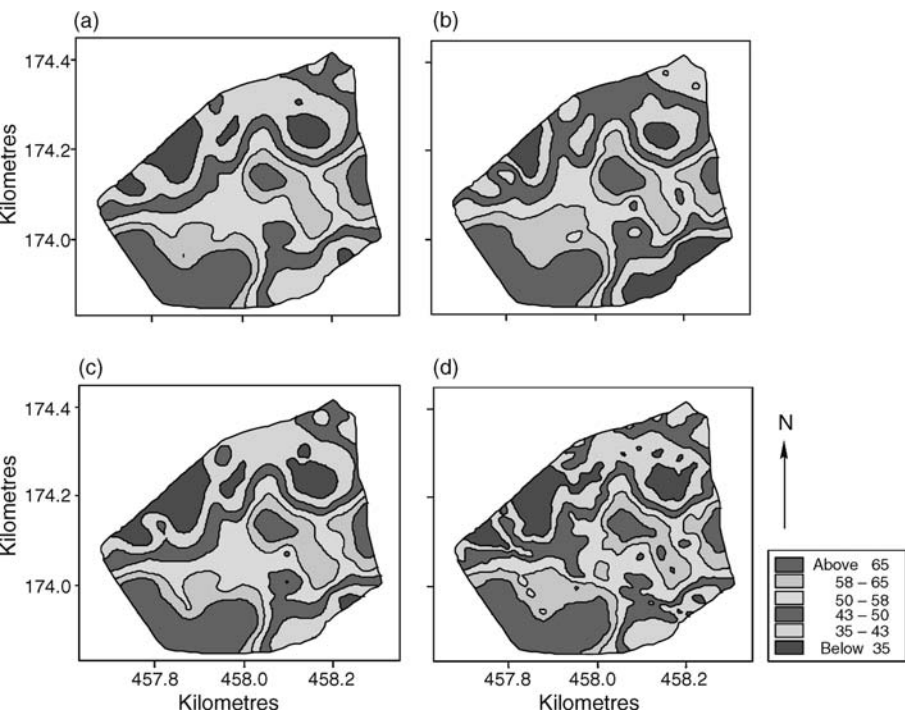 (a)
(b)
Kilometres
174.4
174.2
174.0
(c)
(d)
Kilometres
174.4
174.2
174.0
N
Above 65
58 – 65
50 – 58
43 – 50
35 – 43
Below 35
457.8
458.0
458.2
457.8
458.0
458.2
Kilometres
Kilometres